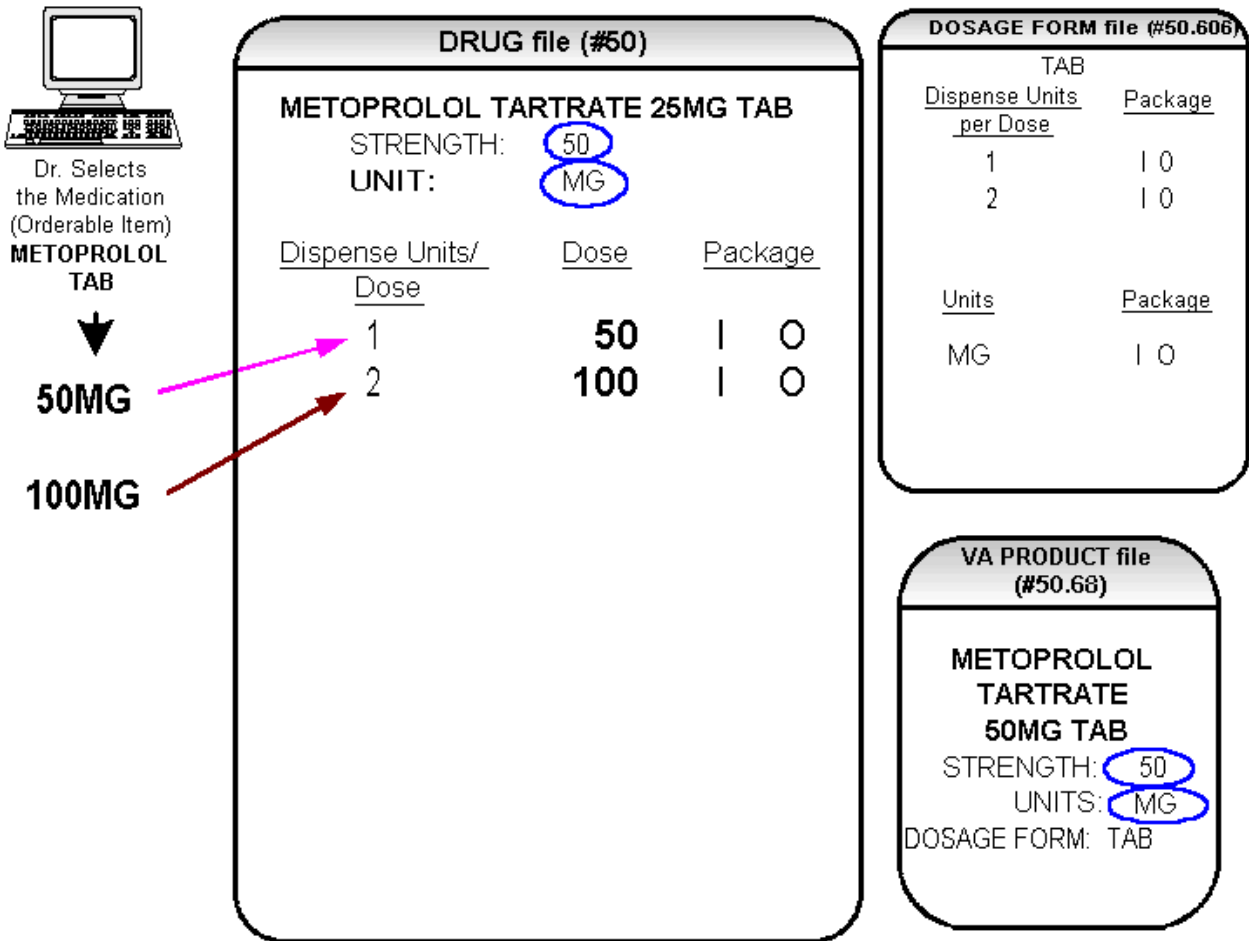 Dr. Selects
the Medication
(Orderable Item)
METOPROLOL
TAB
50MG
100MG
DRUG file (#50)
METOPROLOL TARTRATE 25MG TAB
STRENGTH: 50
UNIT: MG
Dispense Units/ Dose Package
Dose
1 50 I O
2 100 I O
DOSAGE FORM file (#50.606)
TAB
Dispense Units Package
per Dose
1 I O
2 I O
Units Package
MG I O
VA PRODUCT file
(#50.68)
METOPROLOL
TARTRATE
50MG TAB
STRENGTH: 50
UNITS: MG
DOSAGE FORM: TAB